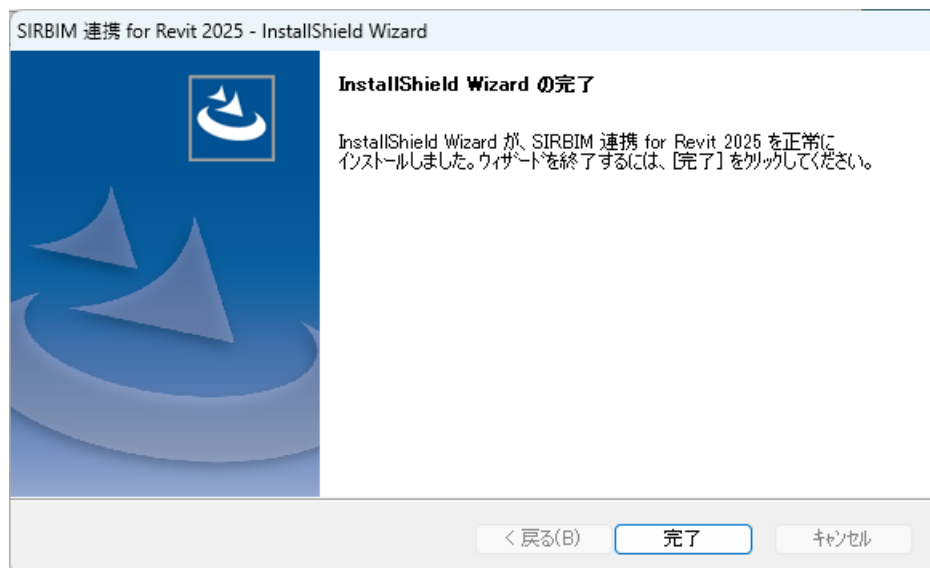 SIRBIM 連携 for Revit 2025 - InstallShield Wizard
InstallShield Wizard の完了
InstallShield Wizard が、SIRBIM 連携 for Revit 2025 を正常に
インストールしました。ウィザードを終了するには、[完了] をクリックしてください。
< 戻る(B)
完了
キャンセル